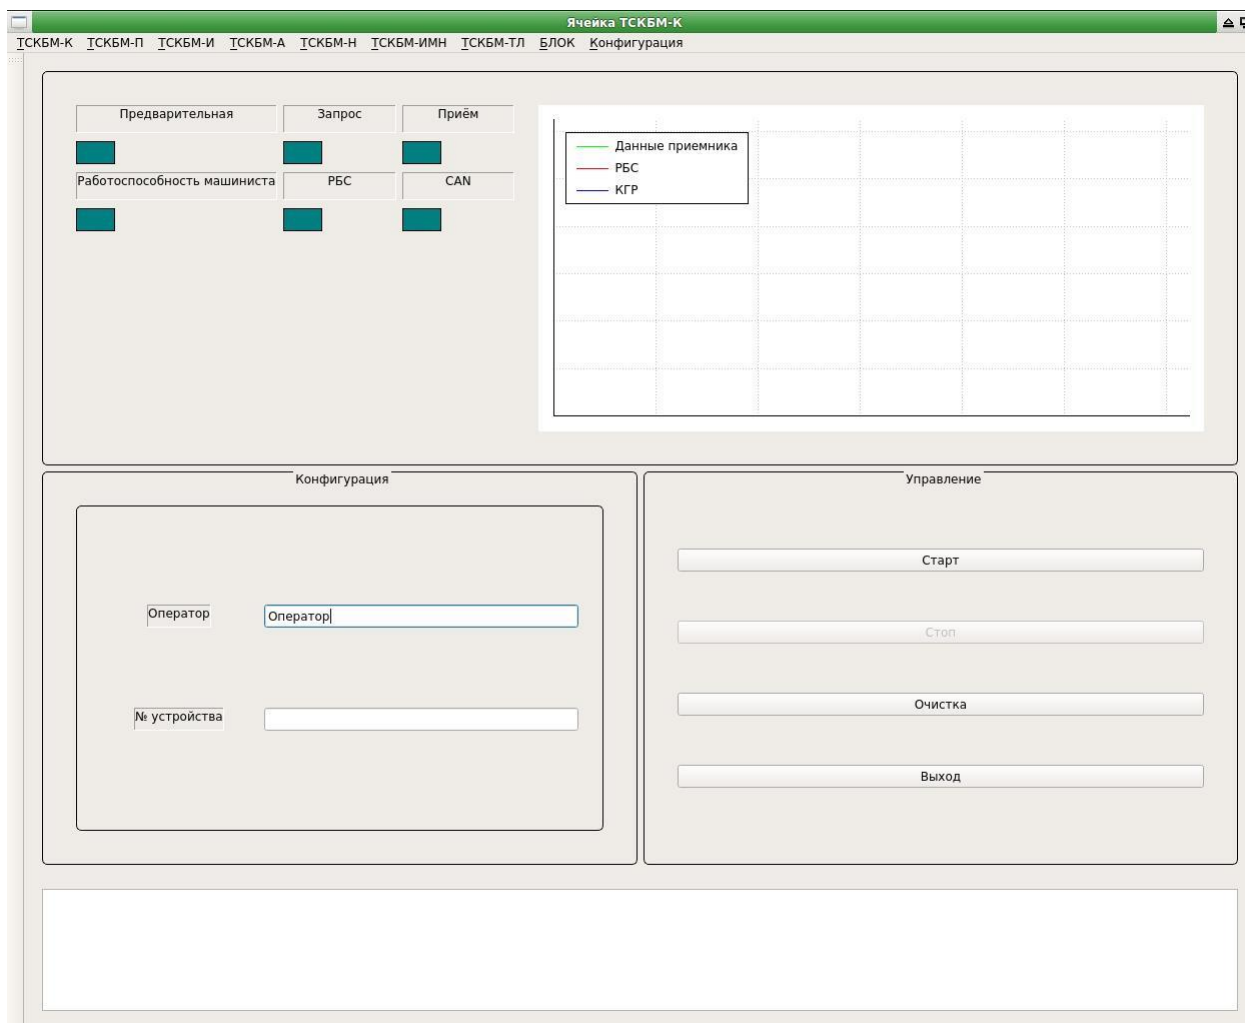 Ячейка ТСКБМ-К
ТСКБМ-К ТСКБМ-П ТСКБМ-И ТСКБМ-А ТСКБМ-Н ТСКБМ-ИМН ТСКБМ-ТЛ БЛОК Конфигурация
Предварительная Запрос Приём
Работоспособность машиниста РБС CAN
Данные приемника
РБС
КГР
Конфигурация
Оператор Оператор
№ устройства
Управление
Старт
Стоп
Очистка
Выход